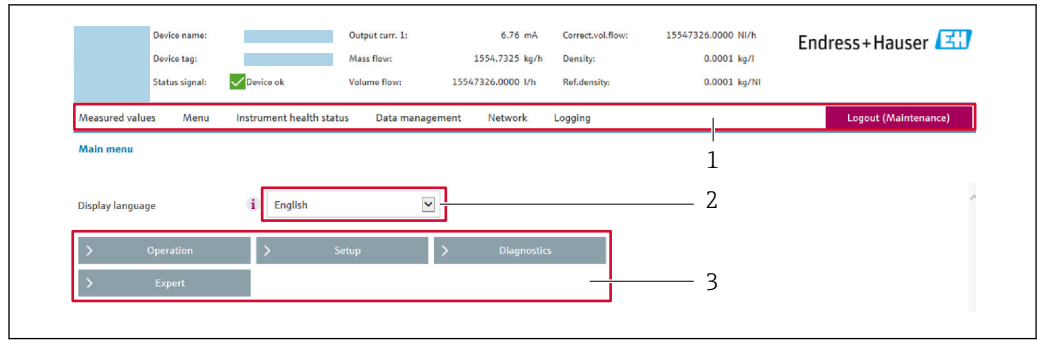 Device name: Output curr. 1: 6.76 mA Correct.vol.flow: 15547326.0000 Nl/h
Endress+Hauser EH
Device tag: Mass flow: 1554.7325 kg/h Density: 0.0001 kg/l
Status signal: Device ok Volume flow: 15547326.0000 l/h Ref.density: 0.0001 kg/Nl
Measured values Menu Instrument health status Data management Network Logging Logout (Maintenance)
1
Main menu
Display language i English 2
> Operation > Setup > Diagnostics
> Expert 3